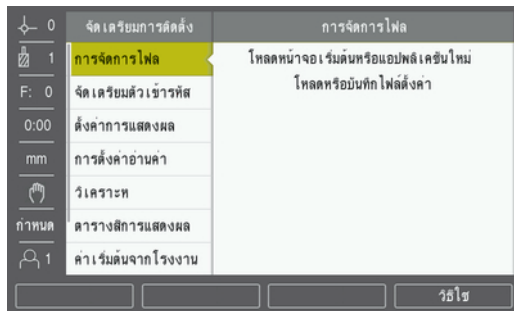 0
1
F: 0
0:00
mm
กำหนด
1
จัดเตรียมการติดตั้ง
การจัดการไฟล
จัดเตรียมตัวเข้ารหัส
ตั้งค่าการแสดงผล
การตั้งค่าอ่านค่า
วิเคราะห
ตารางสีการแสดงผล
ค่าเริ่มต้นจากโรงงาน
การจัดการไฟล
โหลดหน้าจอเริ่มต้นหรือแอปพลิเคชันใหม่
โหลดหรือบันทึกไฟล์ตั้งค่า
วิธีใช